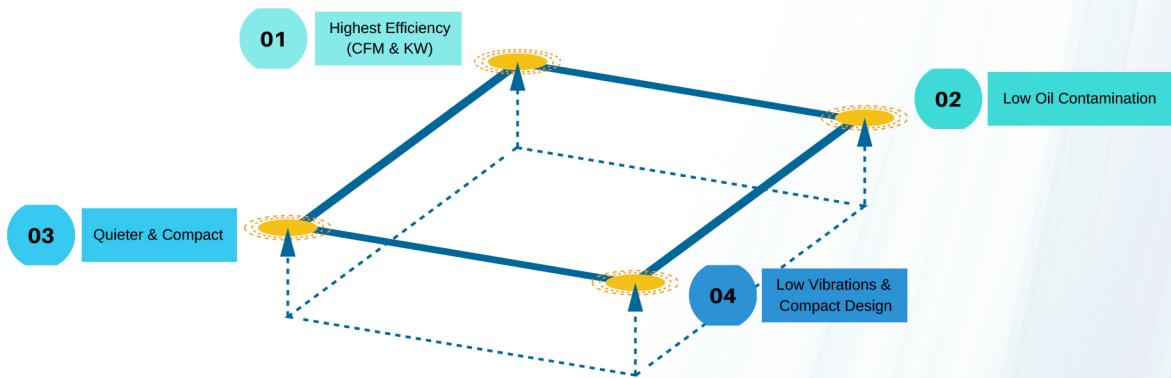 01
Highest Efficiency
(CFM & KW)
02
Low Oil Contamination
03
Quieter & Compact
04
Low Vibrations &
Compact Design